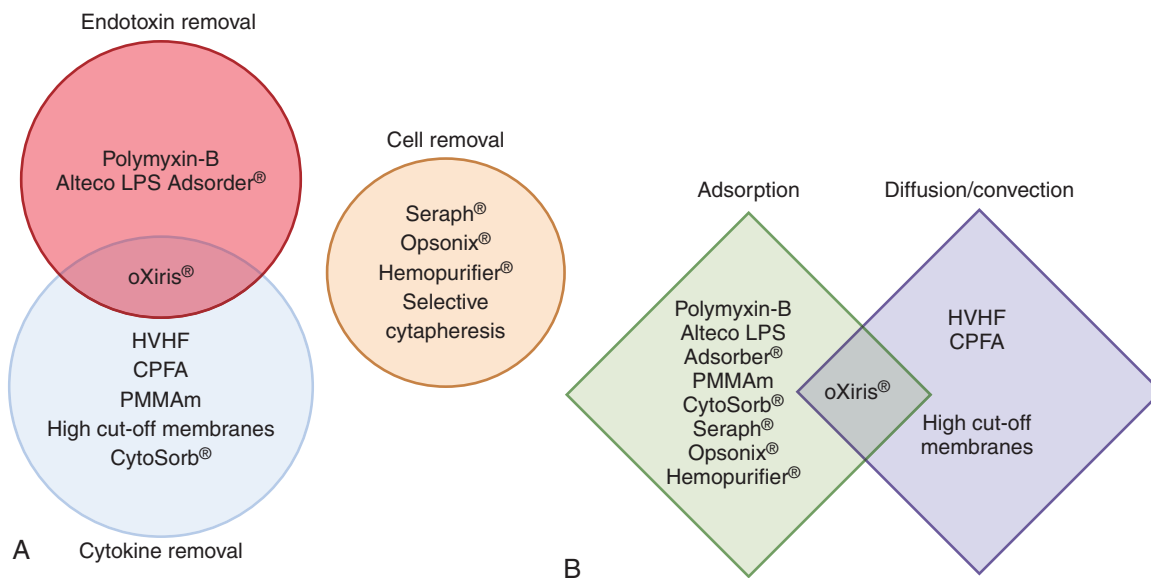 Endotoxin removal
Polymyxin-B
Alteco LPS Adsorder®
oXiris®
HVHF
CPFA
PMMAm
High cut-off membranes
CytoSorb®
Cytokine removal
A
Cell removal
Seraph®
Opsonix®
Hemopurifier®
Selective
cytapheresis
Adsorption
Polymyxin-B
Alteco LPS
Adsorber®
PMMAm
CytoSorb®
Seraph®
Opsonix®
Hemopurifier®
oXiris®
Diffusion/convection
HVHF
CPFA
High cut-off
membranes
B